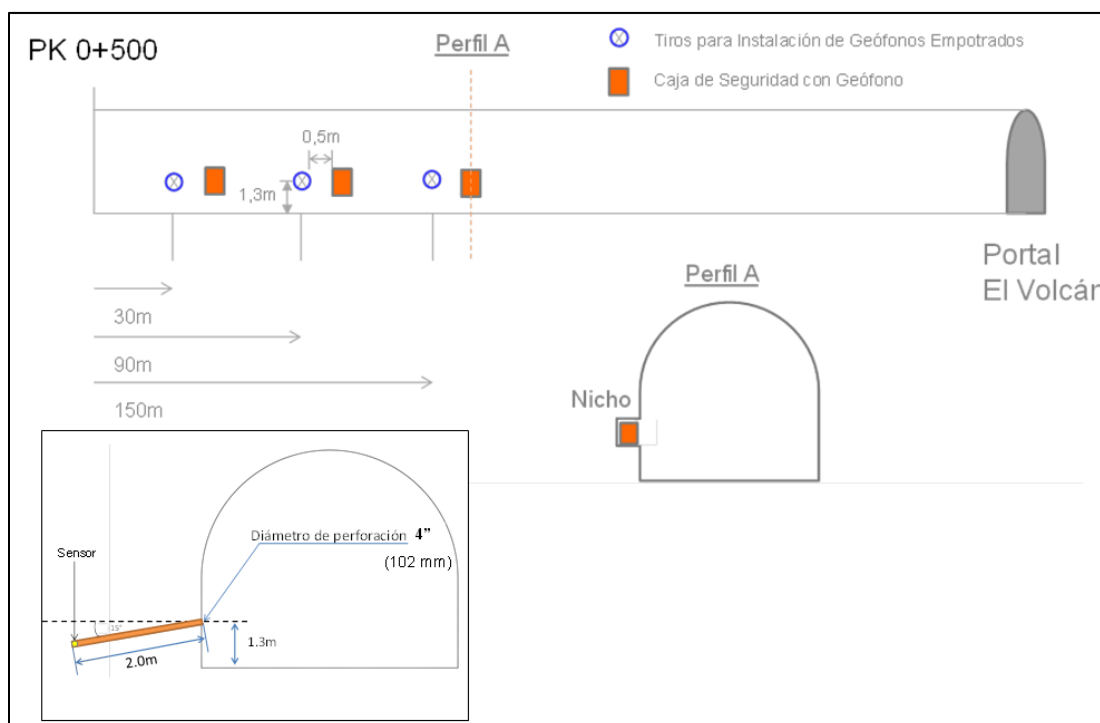 PK 0+500
Perfil A
Tiros para Instalación de Geófonos Empotrados
Caja de Seguridad con Geófono
0,5m
1,3m
Portal
El Volcán
30m
90m
150m
Perfil A
Nicho
Diámetro de perforación 4”
(102 mm)
Sensor
15°
1.3m
2.0m